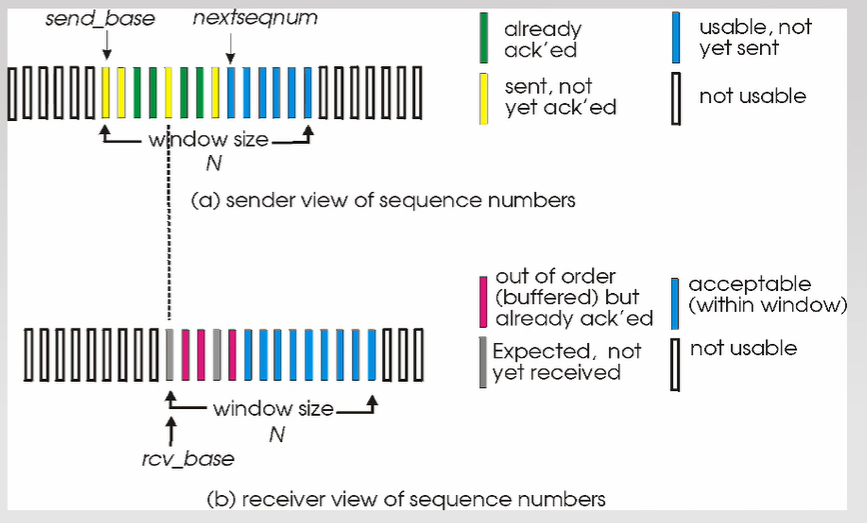 send_base
nextseqnum
already
ack'ed
usable, not
yet sent
sent, not
yet ack'ed
not usable
window size
N
(a) sender view of sequence numbers
out of order
(buffered) but
already ack'ed
acceptable
(within window)
Expected, not
yet received
not usable
window size
N
rcv_base
(b) receiver view of sequence numbers